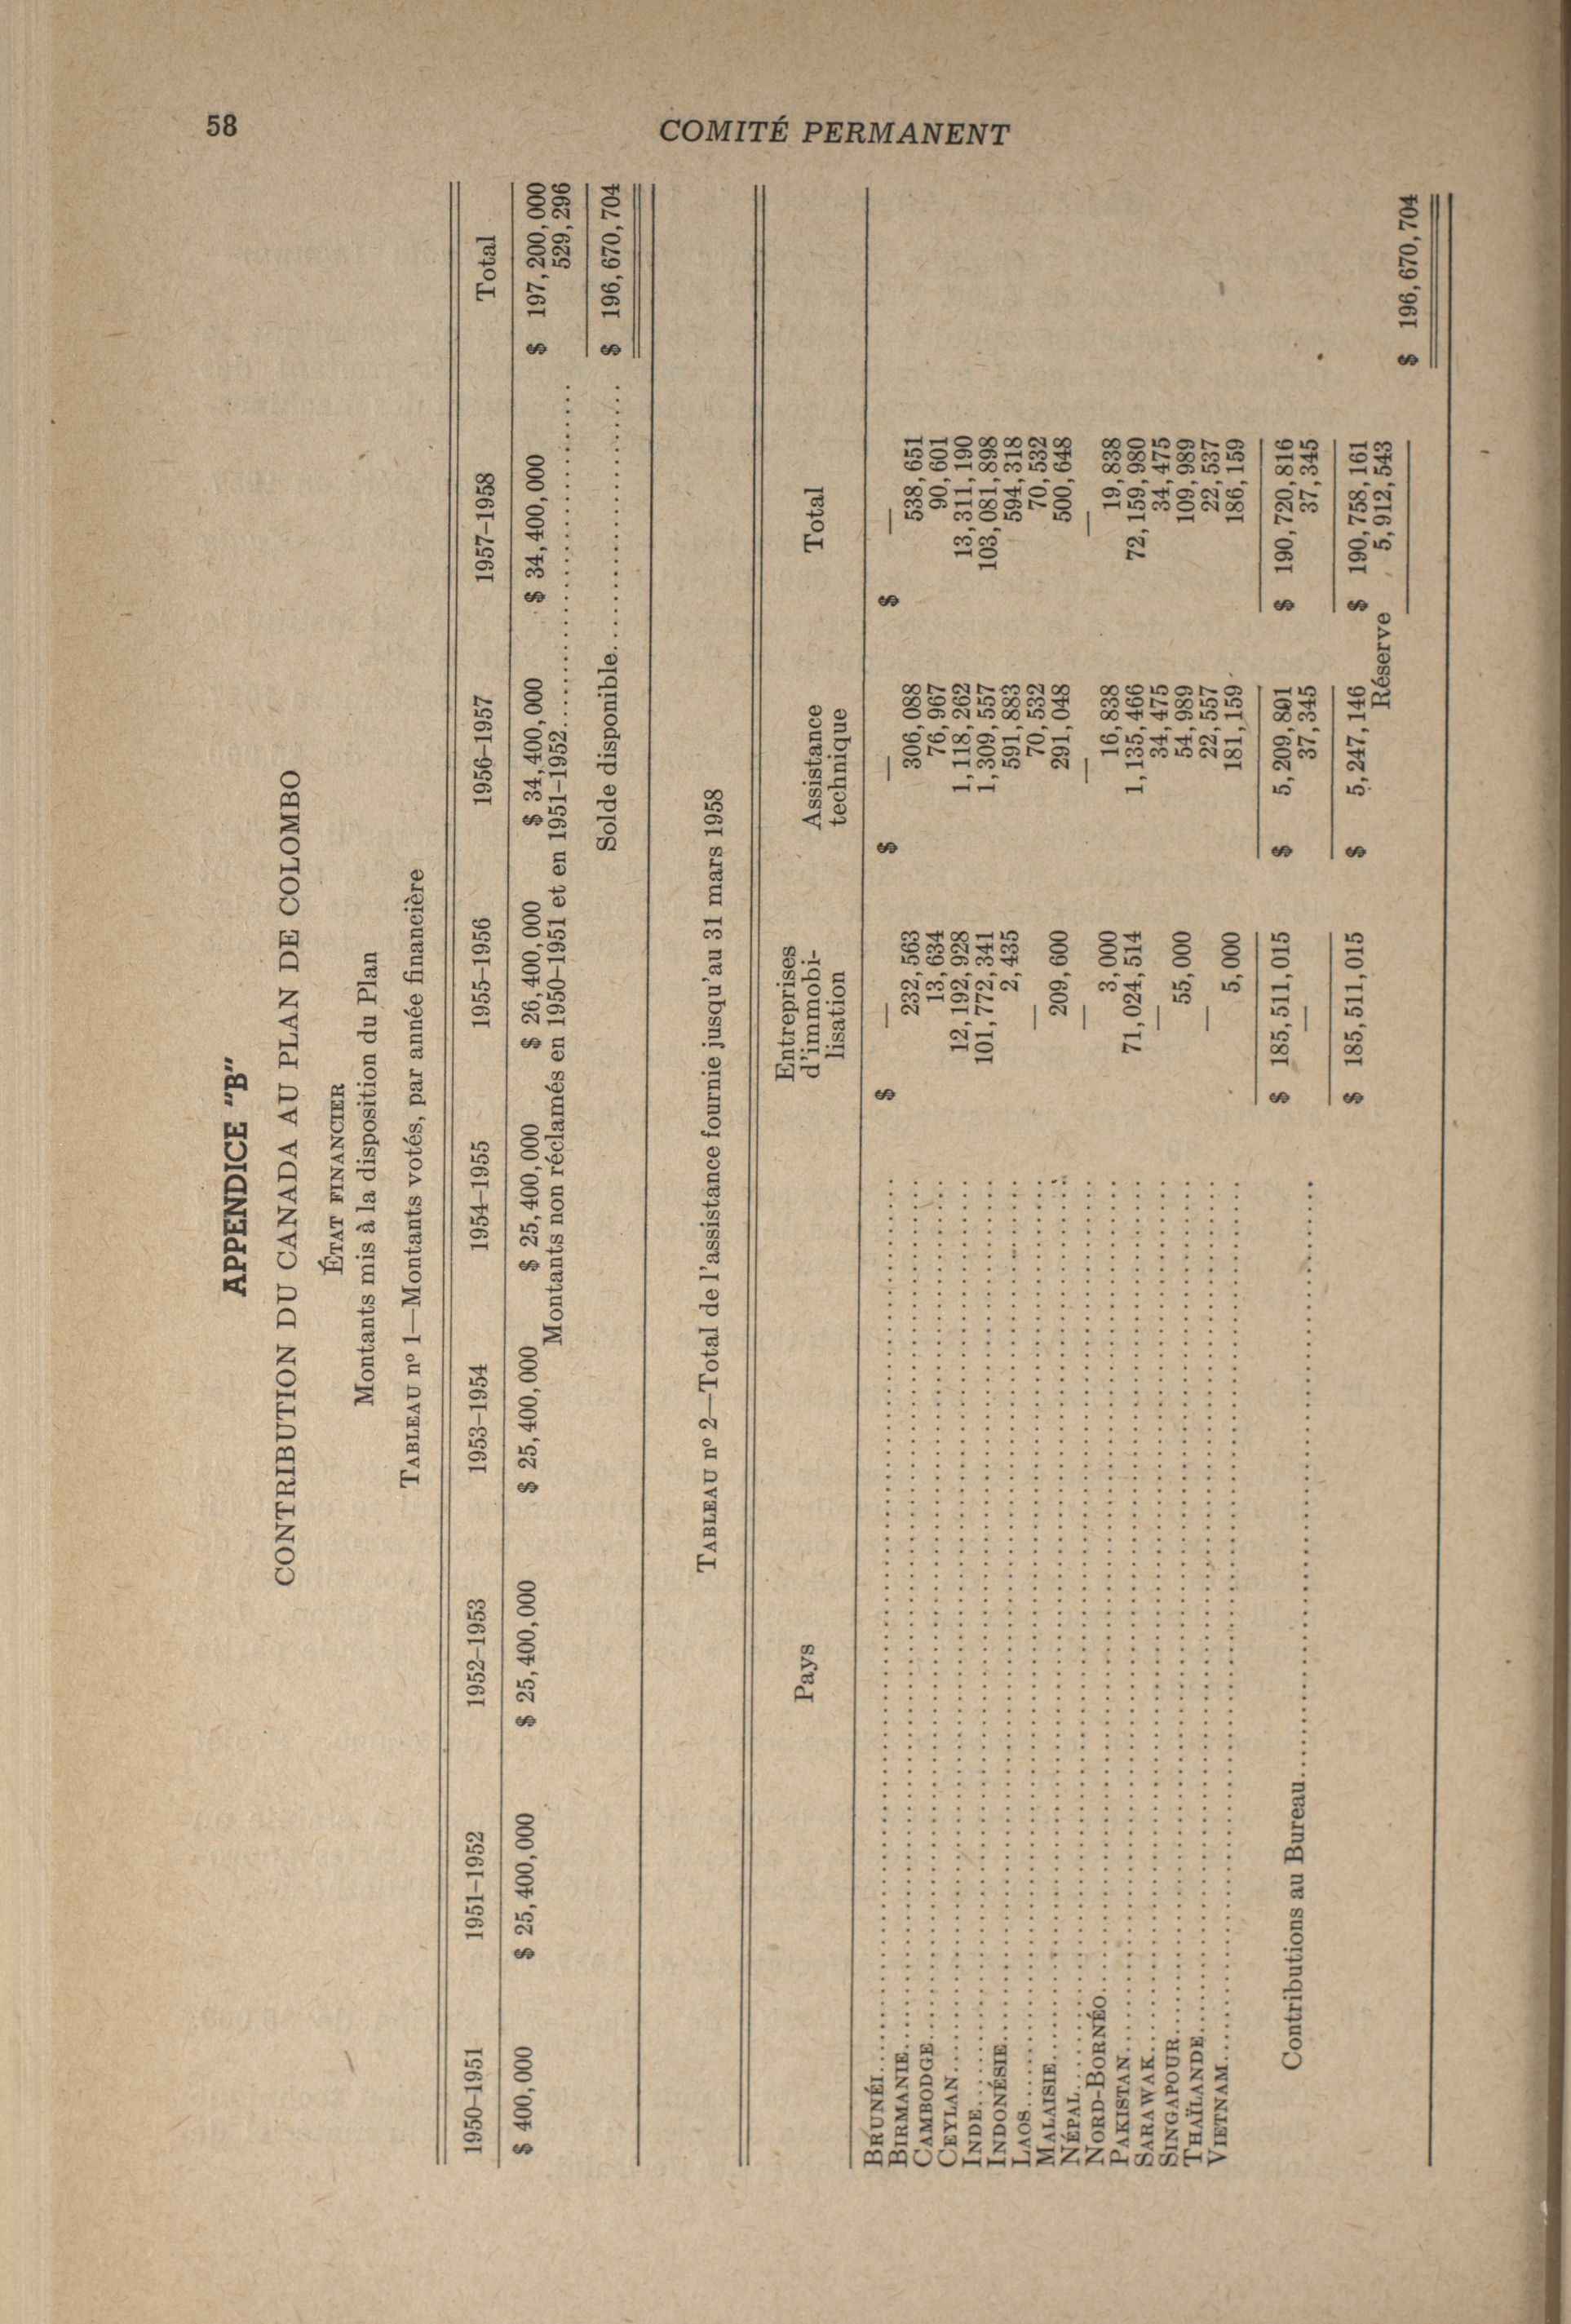 58
COMITÉ PERMANENT
APPENDICE "B"
CONTRIBUTION DU CANADA AU PLAN DE COLOMBO
ÉTAT FINANCIER
Montants mis à la disposition du Plan
TABLEAU nº 1—Montants votés, par année financière
1950-1951 1951-1952 1952-1953 1953-1954 1954-1955 1955-1956 1956-1957 1957-1958 Total
$ 400,000 $ 25,400,000 $ 25,400,000 $ 25,400,000 $ 25,400,000 $ 26,400,000 $ 34,400,000 $ 34,400,000 $ 197,200,000
Montants non réclamés en 1950-1951 et en 1951-1952........ 529,296
Solde disponible........ $ 196,670,704
TABLEAU nº 2—Total de l'assistance fournie jusqu'au 31 mars 1958
Pays Entreprises d'immobi-lisation Assistance technique Total
BRUNÉI........ $ — $ — $ —
BIRMANIE........ 232,563 306,088 538,651
CAMBODGE........ 13,634 76,967 90,601
CEYLAN........ 12,192,928 1,118,262 13,311,190
INDE........ 101,772,341 1,309,557 103,081,898
INDONÉSIE........ 2,435 591,883 594,318
LAOS........ — 70,532 70,532
MALAISIE........ 209,600 291,048 500,648
NÉPAL........ — — —
NORD-BORNÉO........ 3,000 16,838 19,838
PAKISTAN........ 71,024,514 1,135,466 72,159,980
SARAWAK........ — 34,475 34,475
SINGAPOUR........ 55,000 54,989 109,989
THAÏLANDE........ — 22,557 22,537
VIETNAM........ 5,000 181,159 186,159
$ 185,511,015 $ 5,209,801 $ 190,720,816
Contributions au Bureau........ — 37,345 37,345
$ 185,511,015 $ 5,247,146 $ 190,758,161
Réserve 5,912,543
$ 196,670,704